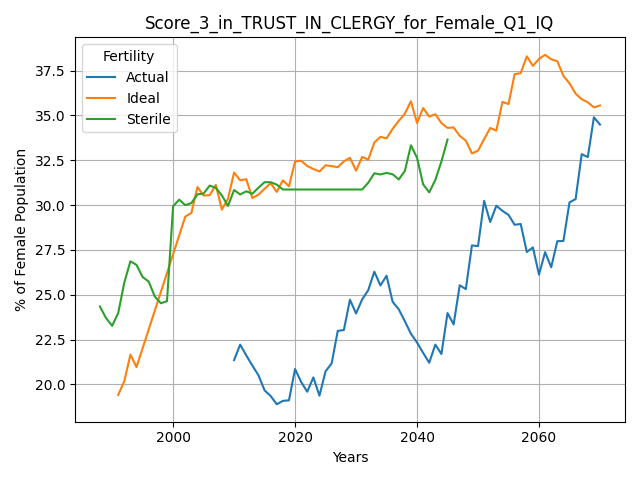 Score_3_in_TRUST_IN_CLERGY_for_Female_Q1_IQ
Fertility
Actual
Ideal
Sterile
% of Female Population
37.5
35.0
32.5
30.0
27.5
25.0
22.5
20.0
2000
2020
2040
2060
Years